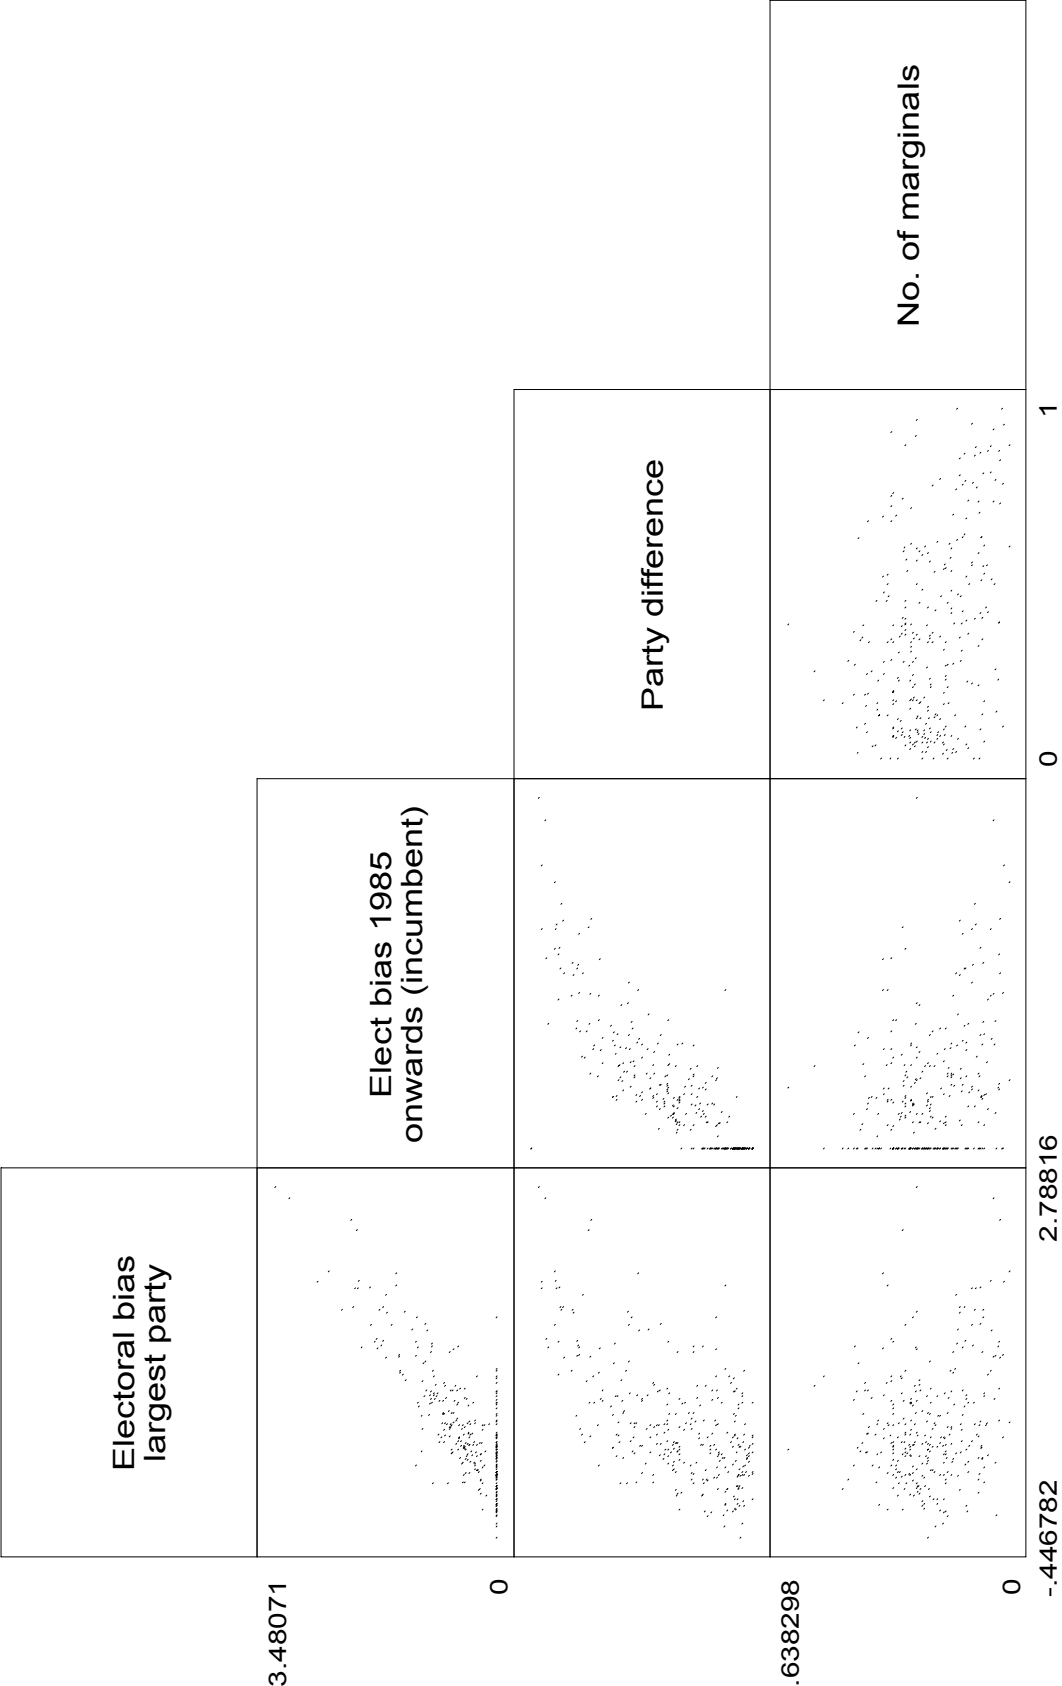 Electoral bias
largest party
3.48071
0
Elect bias 1985
onwards (incumbent)
Party difference
.638298
0
No. of marginals
-.446782
2.78816
0
1